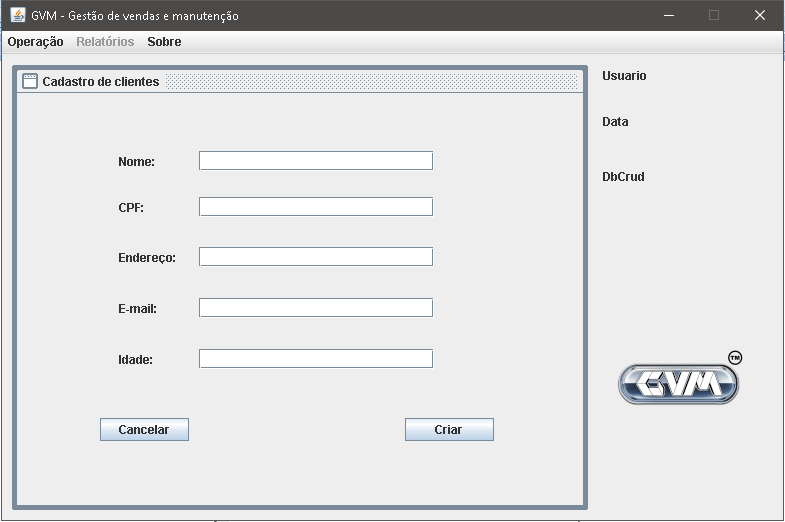 GVM - Gestão de vendas e manutenção
Operação Relatórios Sobre
Cadastro de clientes
Nome:
CPF:
Endereço:
E-mail:
Idade:
Cancelar Criar
Usuario
Data
DbCrud
TM
GVM